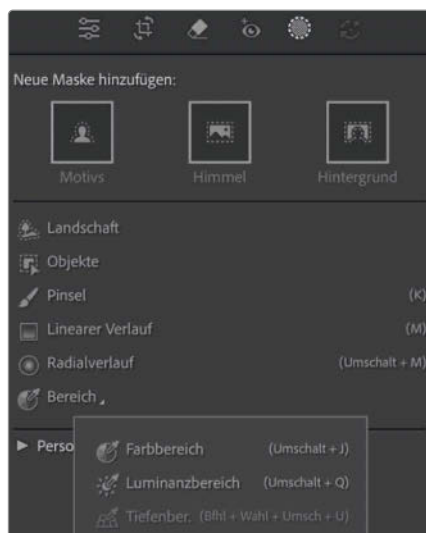 Neue Maske hinzufügen:
Motivs Himmel Hintergrund
Landschaft
Objekte
Pinsel (K)
Linearer Verlauf (M)
Radialverlauf (Umschalt + M)
Bereich
Perso
Farbbereich (Umschalt + J)
Luminanzbereich (Umschalt + Q)
Tiefenber. (Bfhl + Wahl + Umsch + U)